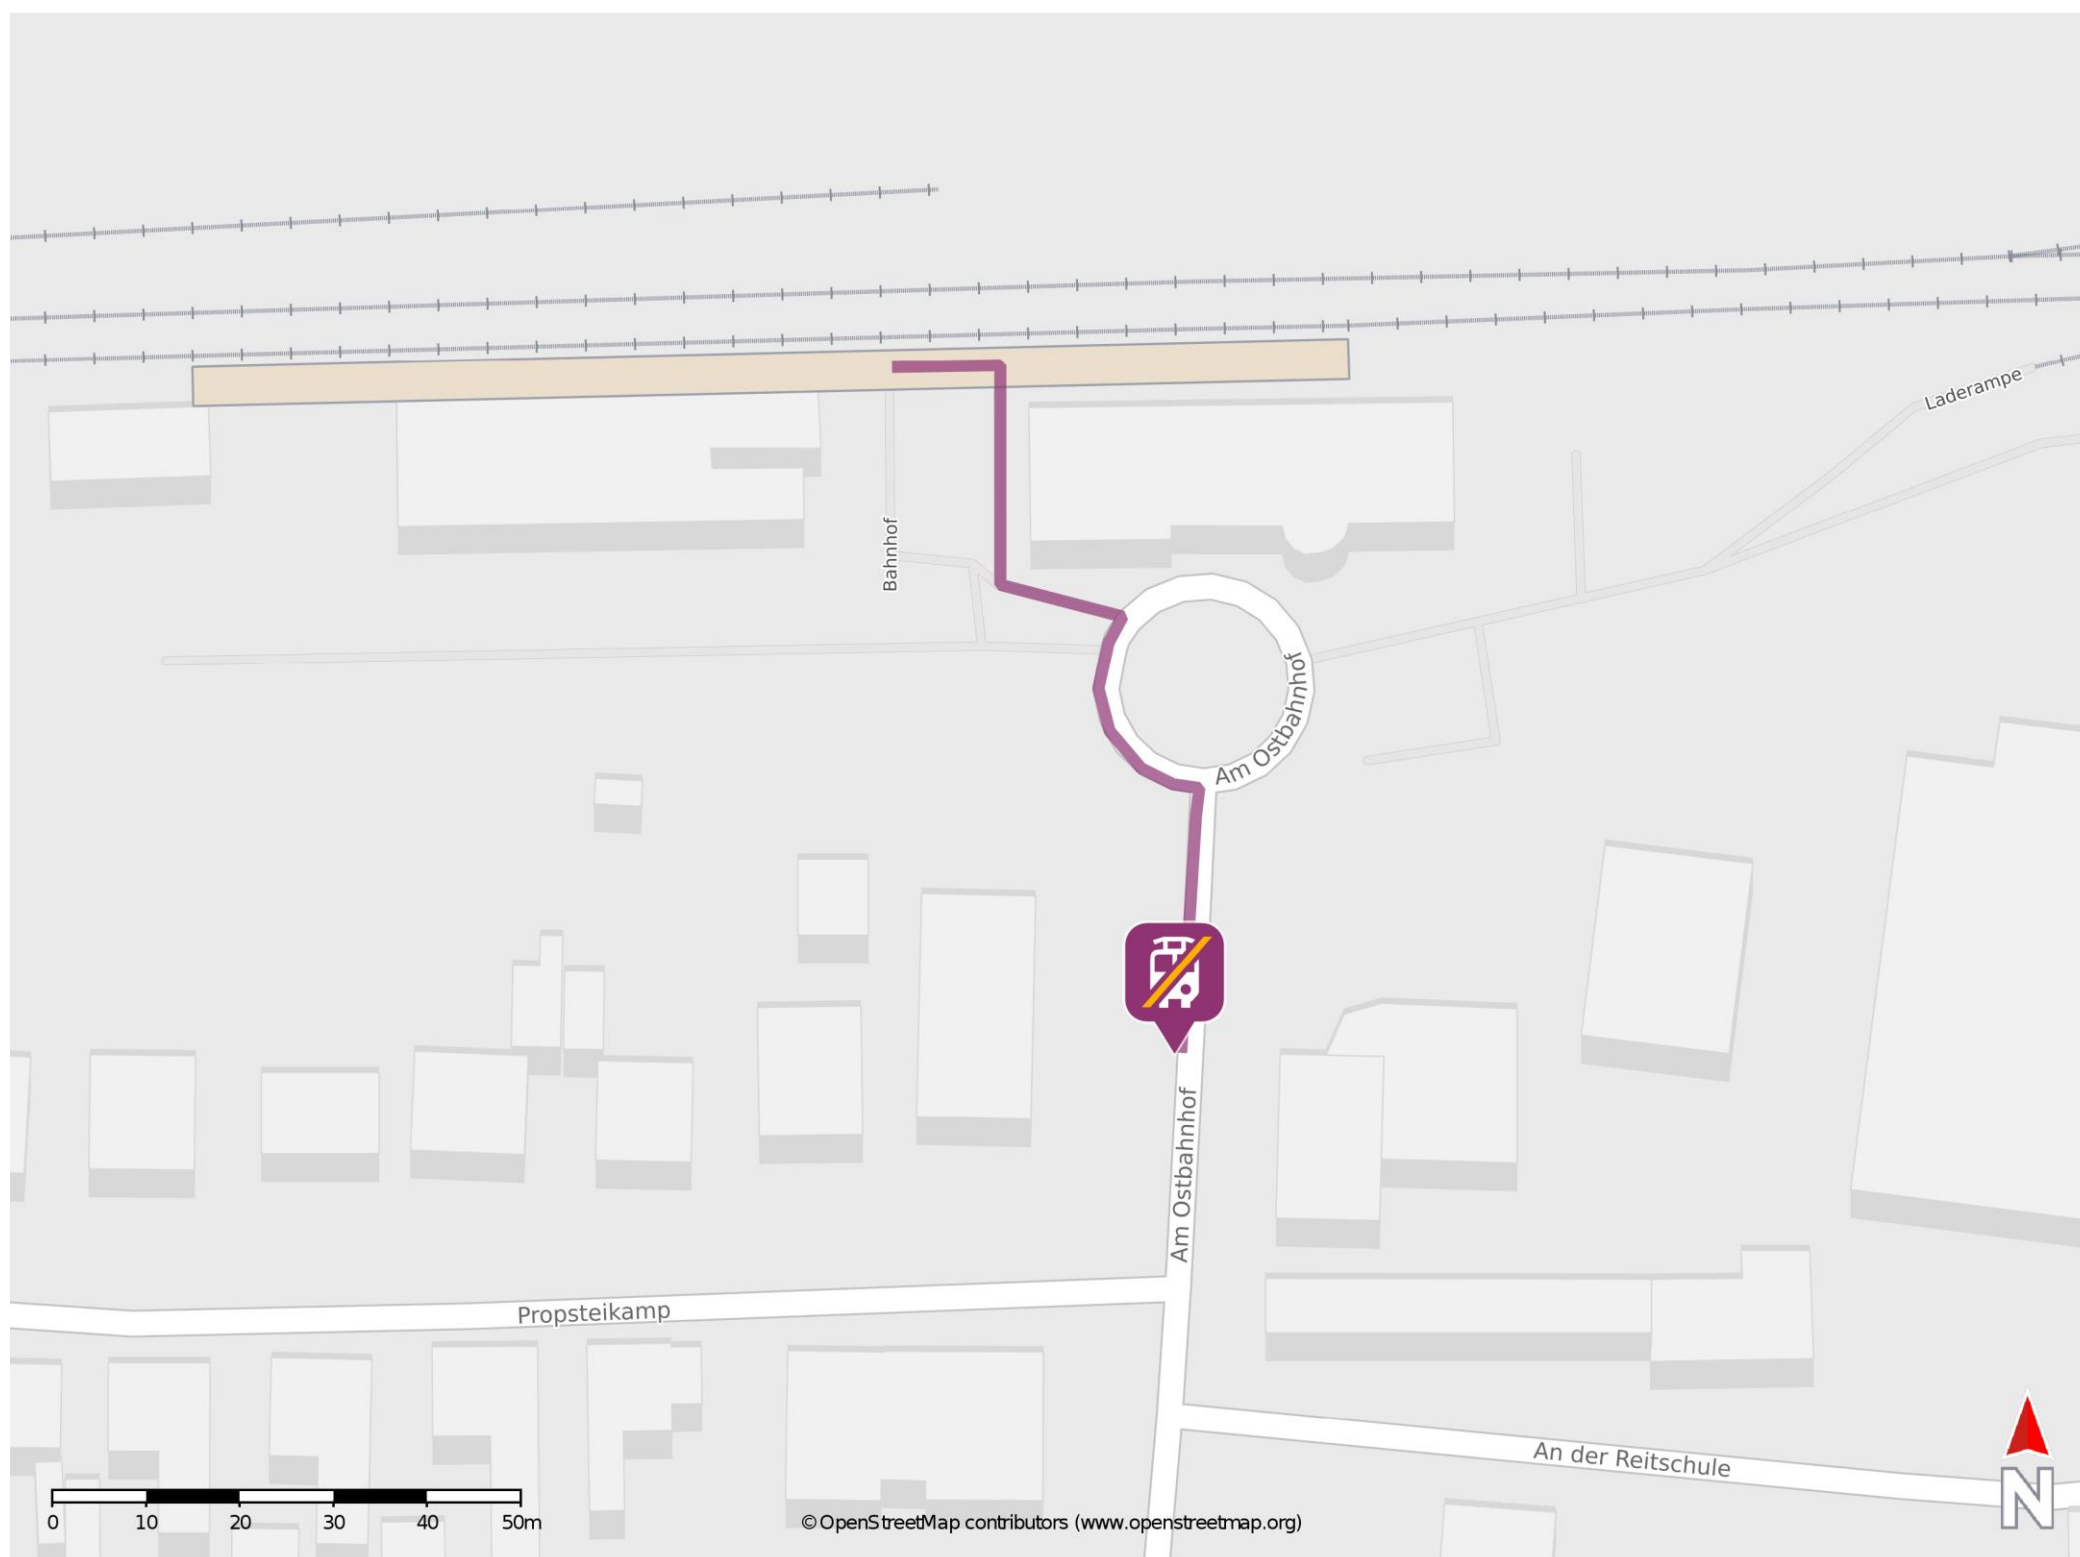 Laderampe
Bahnhof
Am Ostbahnhof
Am Ostbahnhof
Propsteikamp
An der Reitschule
N
0 10 20 30 40 50m
©OpenStreetMap contributors (www.openstreetmap.org)